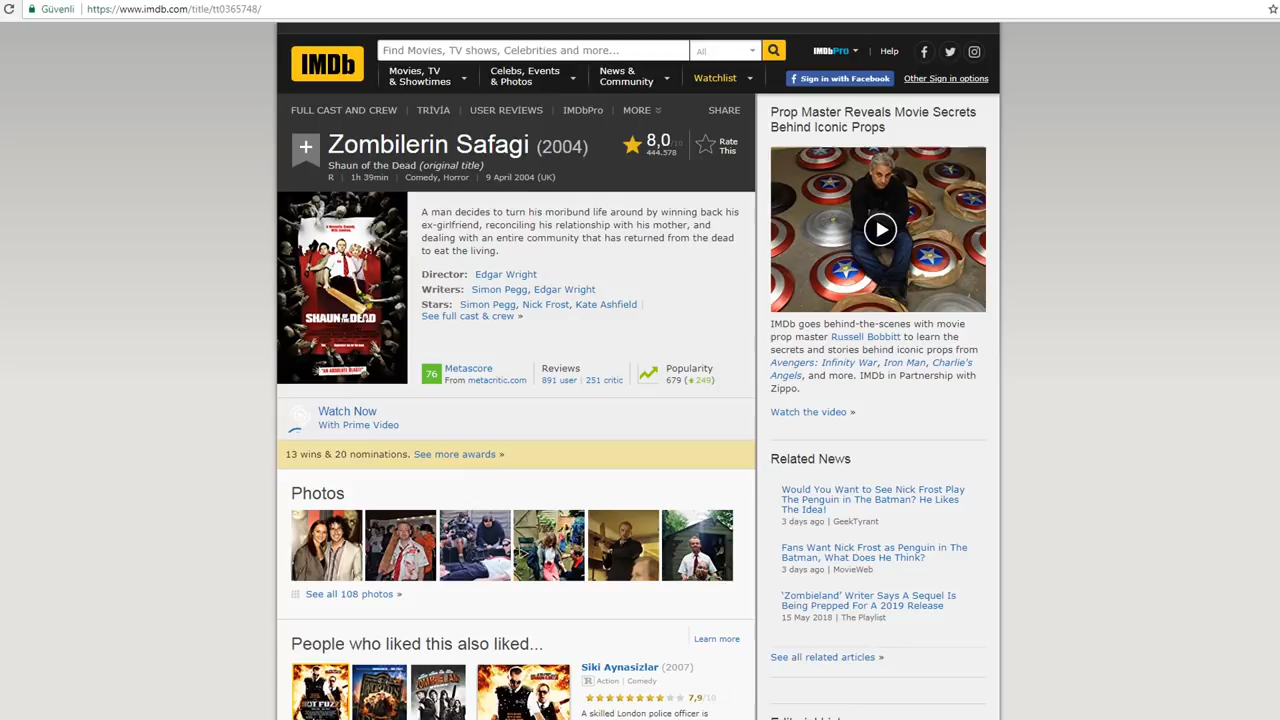 Güvenli
https://www.imdb.com/title/tt0365748/
IMDb
Find Movies, TV shows, Celebrities and more...
All
IMDbPro
Help
Movies, TV
& Showtimes
Celebs, Events
& Photos
News &
Community
Watchlist
Sign in with Facebook
Other Sign in options
FULL CAST AND CREW
TRİVİA
USER REVİEWS
IMDbPro
MORE
SHARE
Zombilerin Safagi (2004)
Shaun of the Dead (original title)
R | 1h 39min | Comedy, Horror | 9 April 2004 (UK)
8,0/10
444.578
Rate
This
SHAUN OF THE DEAD
"AN ABSOLUTE BLAST!"
A man decides to turn his moribund life around by winning back his
ex-girlfriend, reconciling his relationship with his mother, and
dealing with an entire community that has returned from the dead
to eat the living.
Director: Edgar Wright
Writers: Simon Pegg, Edgar Wright
Stars: Simon Pegg, Nick Frost, Kate Ashfield |
See full cast & crew »
76
Metascore
From metacritic.com
Reviews
891 user | 251 critic
Popularity
679 (249)
Watch Now
With Prime Video
13 wins & 20 nominations. See more awards »
Photos
See all 108 photos »
People who liked this also liked...
Learn more
HOT FUZZ
Siki Aynasizlar (2007)
R Action | Comedy
7,9/10
A skilled London police officer is
Prop Master Reveals Movie Secrets
Behind Iconic Props
IMDb goes behind-the-scenes with movie
prop master Russell Bobbitt to learn the
secrets and stories behind iconic props from
Avengers: Infinity War, Iron Man, Charlie's
Angels, and more. IMDb in Partnership with
Zippo.
Watch the video »
Related News
Would You Want to See Nick Frost Play
The Penguin in The Batman? He Likes
The Idea!
3 days ago | GeekTyrant
Fans Want Nick Frost as Penguin in The
Batman, What Does He Think?
3 days ago | MovieWeb
‘Zombieland’ Writer Says A Sequel Is
Being Prepped For A 2019 Release
15 May 2018 | The Playlist
See all related articles »